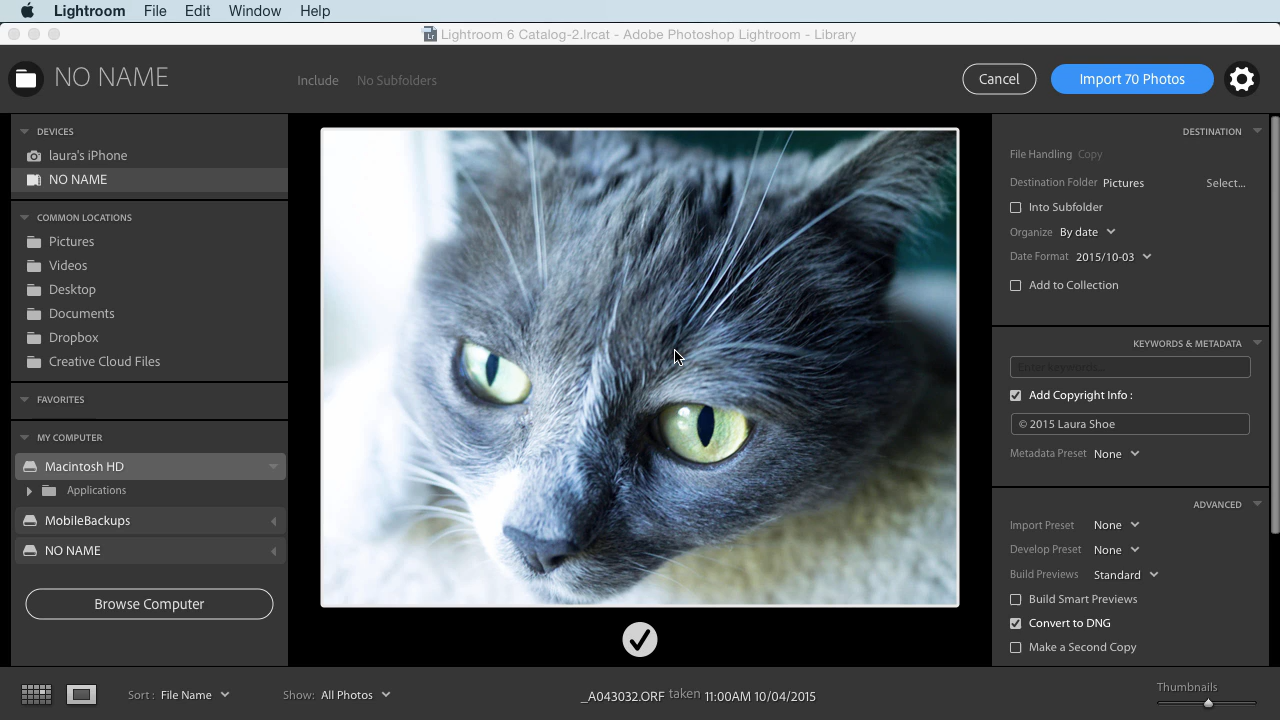 Lightroom File Edit Window Help
Lightroom 6 Catalog-2.lrcat - Adobe Photoshop Lightroom - Library
NO NAME
Include No Subfolders
Cancel
Import 70 Photos
DEVICES
laura's iPhone
NO NAME
COMMON LOCATIONS
Pictures
Videos
Desktop
Documents
Dropbox
Creative Cloud Files
FAVORITES
MY COMPUTER
Macintosh HD
Applications
MobileBackups
NO NAME
Browse Computer
DESTINATION
File Handling Copy
Destination Folder Pictures Select...
Into Subfolder
Organize By date
Date Format 2015/10-03
Add to Collection
KEYWORDS & METADATA
Enter keywords...
Add Copyright Info :
© 2015 Laura Shoe
Metadata Preset None
ADVANCED
Import Preset None
Develop Preset None
Build Previews Standard
Build Smart Previews
Convert to DNG
Make a Second Copy
Sort : File Name
Show: All Photos
_A043032.ORF taken 11:00AM 10/04/2015
Thumbnails